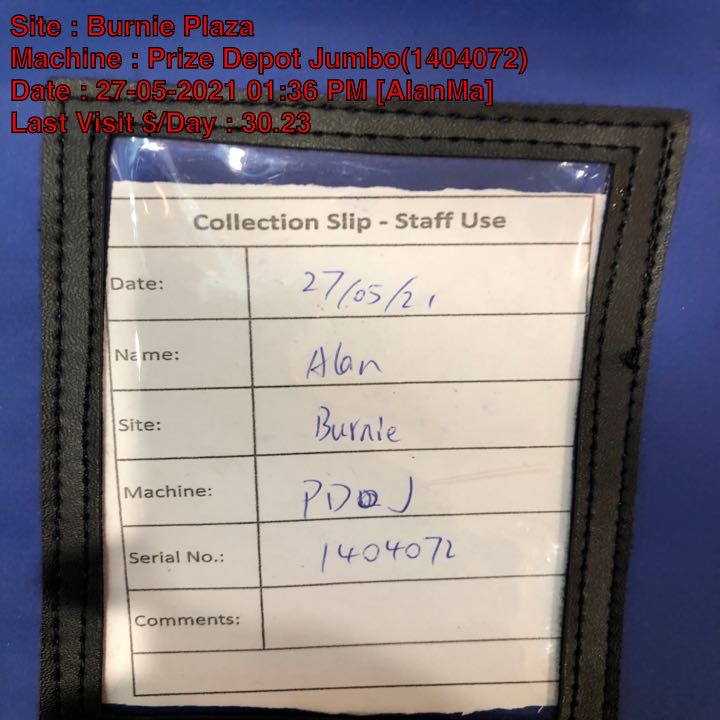 Site : Burnie Plaza
Machine : Prize Depot Jumbo(1404072)
Date : 27-05-2021 01:36 PM [AlanMa]
Last Visit $/Day : 30.23
Collection Slip - Staff Use
Date: 27/05/21
Name: Alan
Site: Burnie
Machine: PDJ
Serial No.: 1404072
Comments: